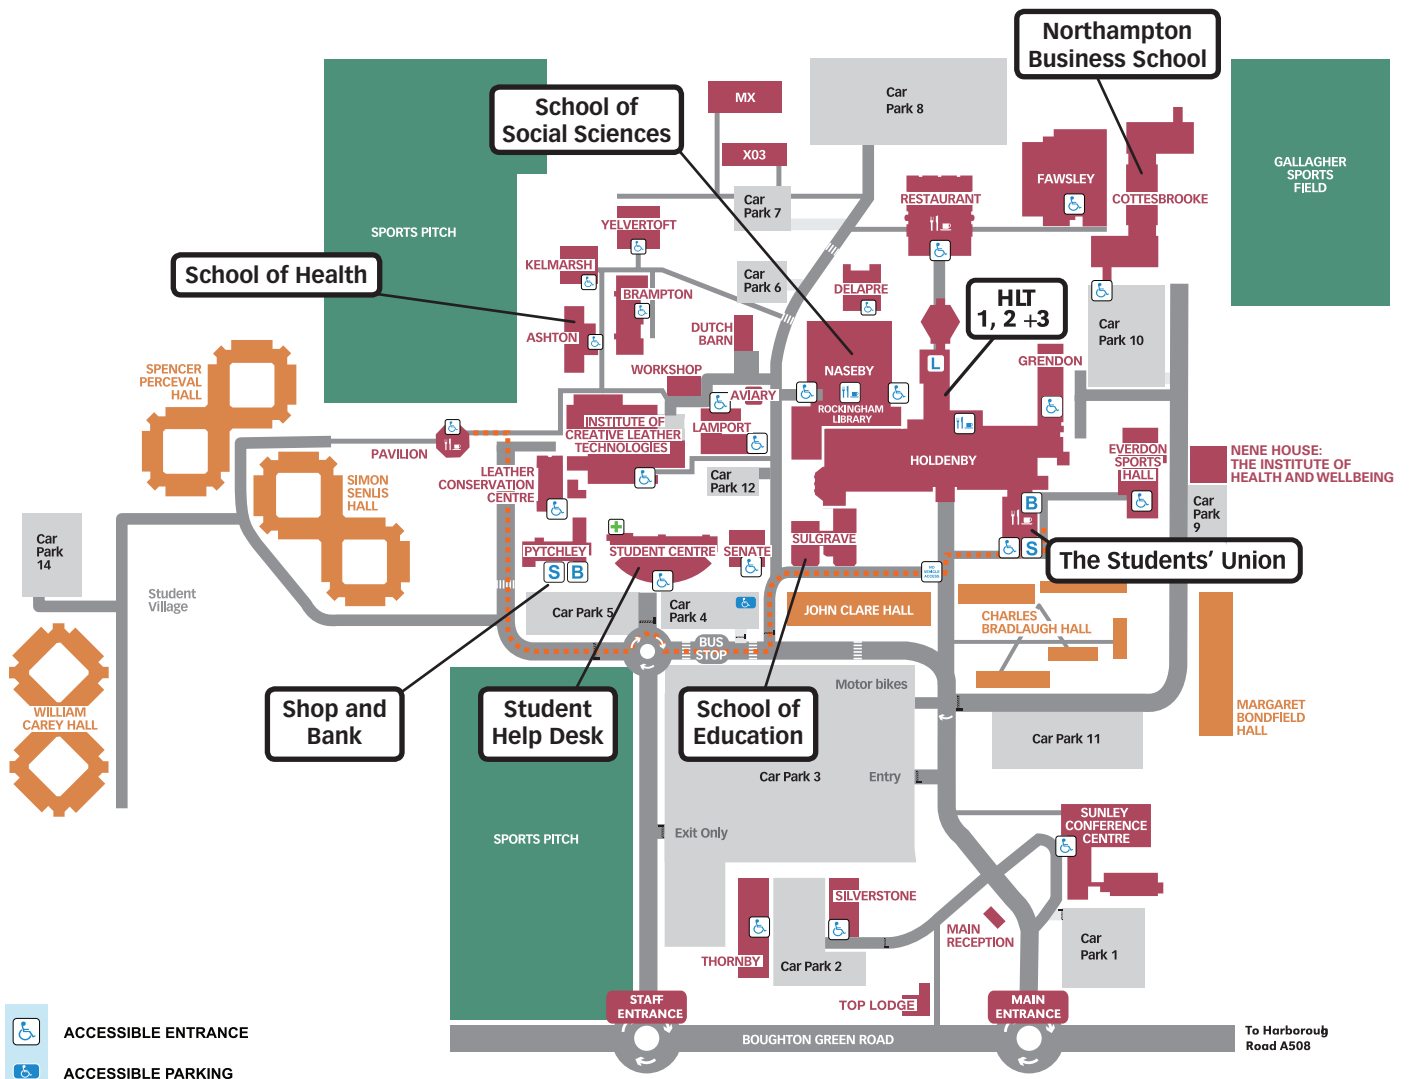 Northampton
Business School
School of
Social Sciences
MX
Car
Park 8
X03
FAWSLEY
GALLAGHER
SPORTS
FIELD
RESTAURANT
COTTESBROOKE
Car
Park 7
YELVERTOFT
SPORTS PITCH
School of Health
KELMARSH
Car
Park 6
BRAMPTON
DELAPRE
HLT
1, 2 +3
ASHTON
DUTCH
BARN
Car
Park 10
SPENCER
PERCEVAL
HALL
WORKSHOP
NASEBY
L
GRENDON
AVIARY
ROCKINGHAM
LIBRARY
INSTITUTE OF
CREATIVE LEATHER
TECHNOLOGIES
LAMPORT
PAVILION
HOLDENBY
EVERDON
SPORTS
HALL
NENE HOUSE:
THE INSTITUTE OF
HEALTH AND WELLBEING
LEATHER
CONSERVATION
CENTRE
SIMON
SENLIS
HALL
Car
Park 12
B
Car
Park
9
Car
Park
14
PYTCHLEY
STUDENT CENTRE
SENATE
SULGRAVE
S
The Students' Union
S
B
NO
VEHICLE
ACCESS
Student
Village
Car Park 5
Car
Park 4
JOHN CLARE HALL
CHARLES
BRADLAUGH HALL
BUS
STOP
Motor bikes
Shop and
Bank
Student
Help Desk
School of
Education
WILLIAM
CAREY HALL
MARGARET
BONDFIELD
HALL
Car Park 11
Car Park 3
Entry
Exit Only
SPORTS PITCH
SUNLEY
CONFERENCE
CENTRE
SILVERSTONE
MAIN
RECEPTION
Car
Park 1
THORNBY
Car Park 2
STAFF
ENTRANCE
TOP LODGE
MAIN
ENTRANCE
BOUGHTON GREEN ROAD
To Harborough
Road A508
ACCESSIBLE ENTRANCE
ACCESSIBLE PARKING